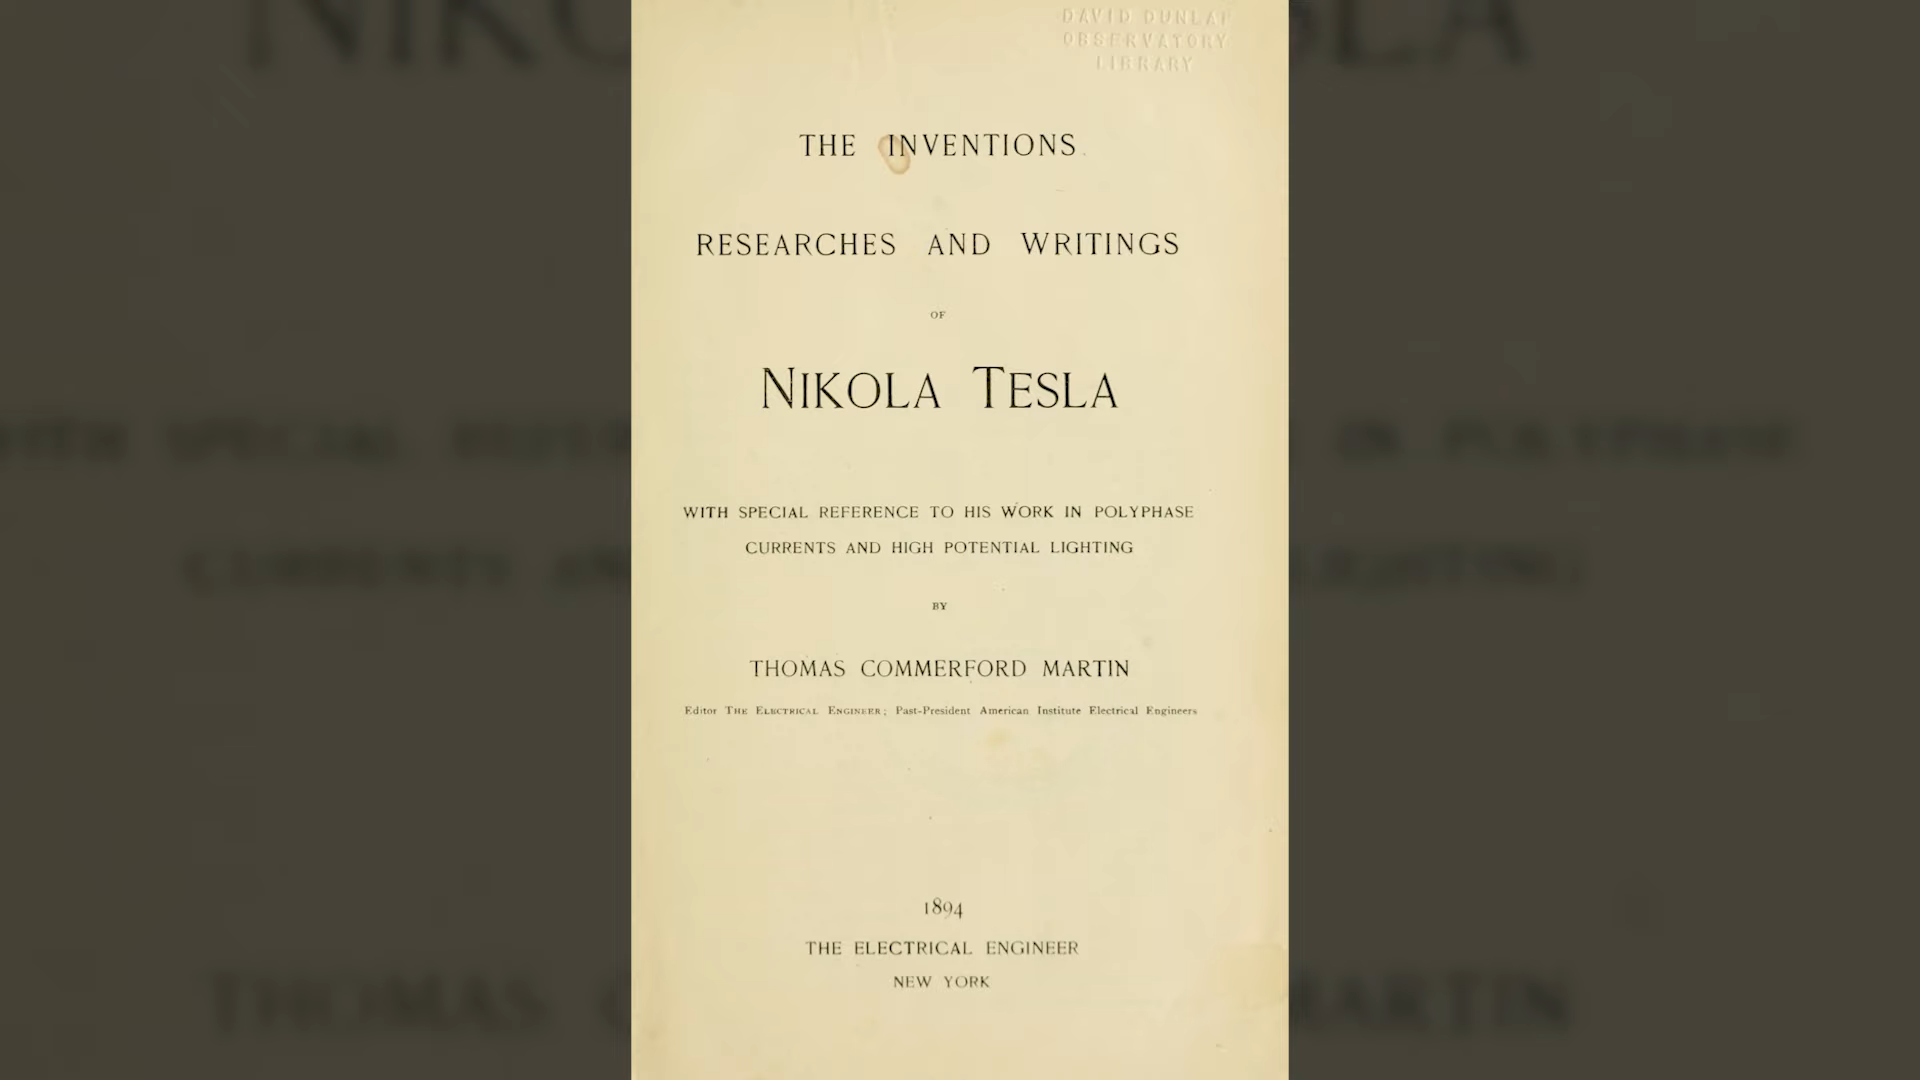 DAVID DUNLAP
OBSERVATORY
LIBRARY
THE INVENTIONS
RESEARCHES AND WRITINGS
OF
NIKOLA TESLA
WITH SPECIAL REFERENCE TO HIS WORK IN POLYPHASE
CURRENTS AND HIGH POTENTIAL LIGHTING
BY
THOMAS COMMERFORD MARTIN
Editor THE ELECTRICAL ENGINEER; Past-President American Institute Electrical Engineers
1894
THE ELECTRICAL ENGINEER
NEW YORK